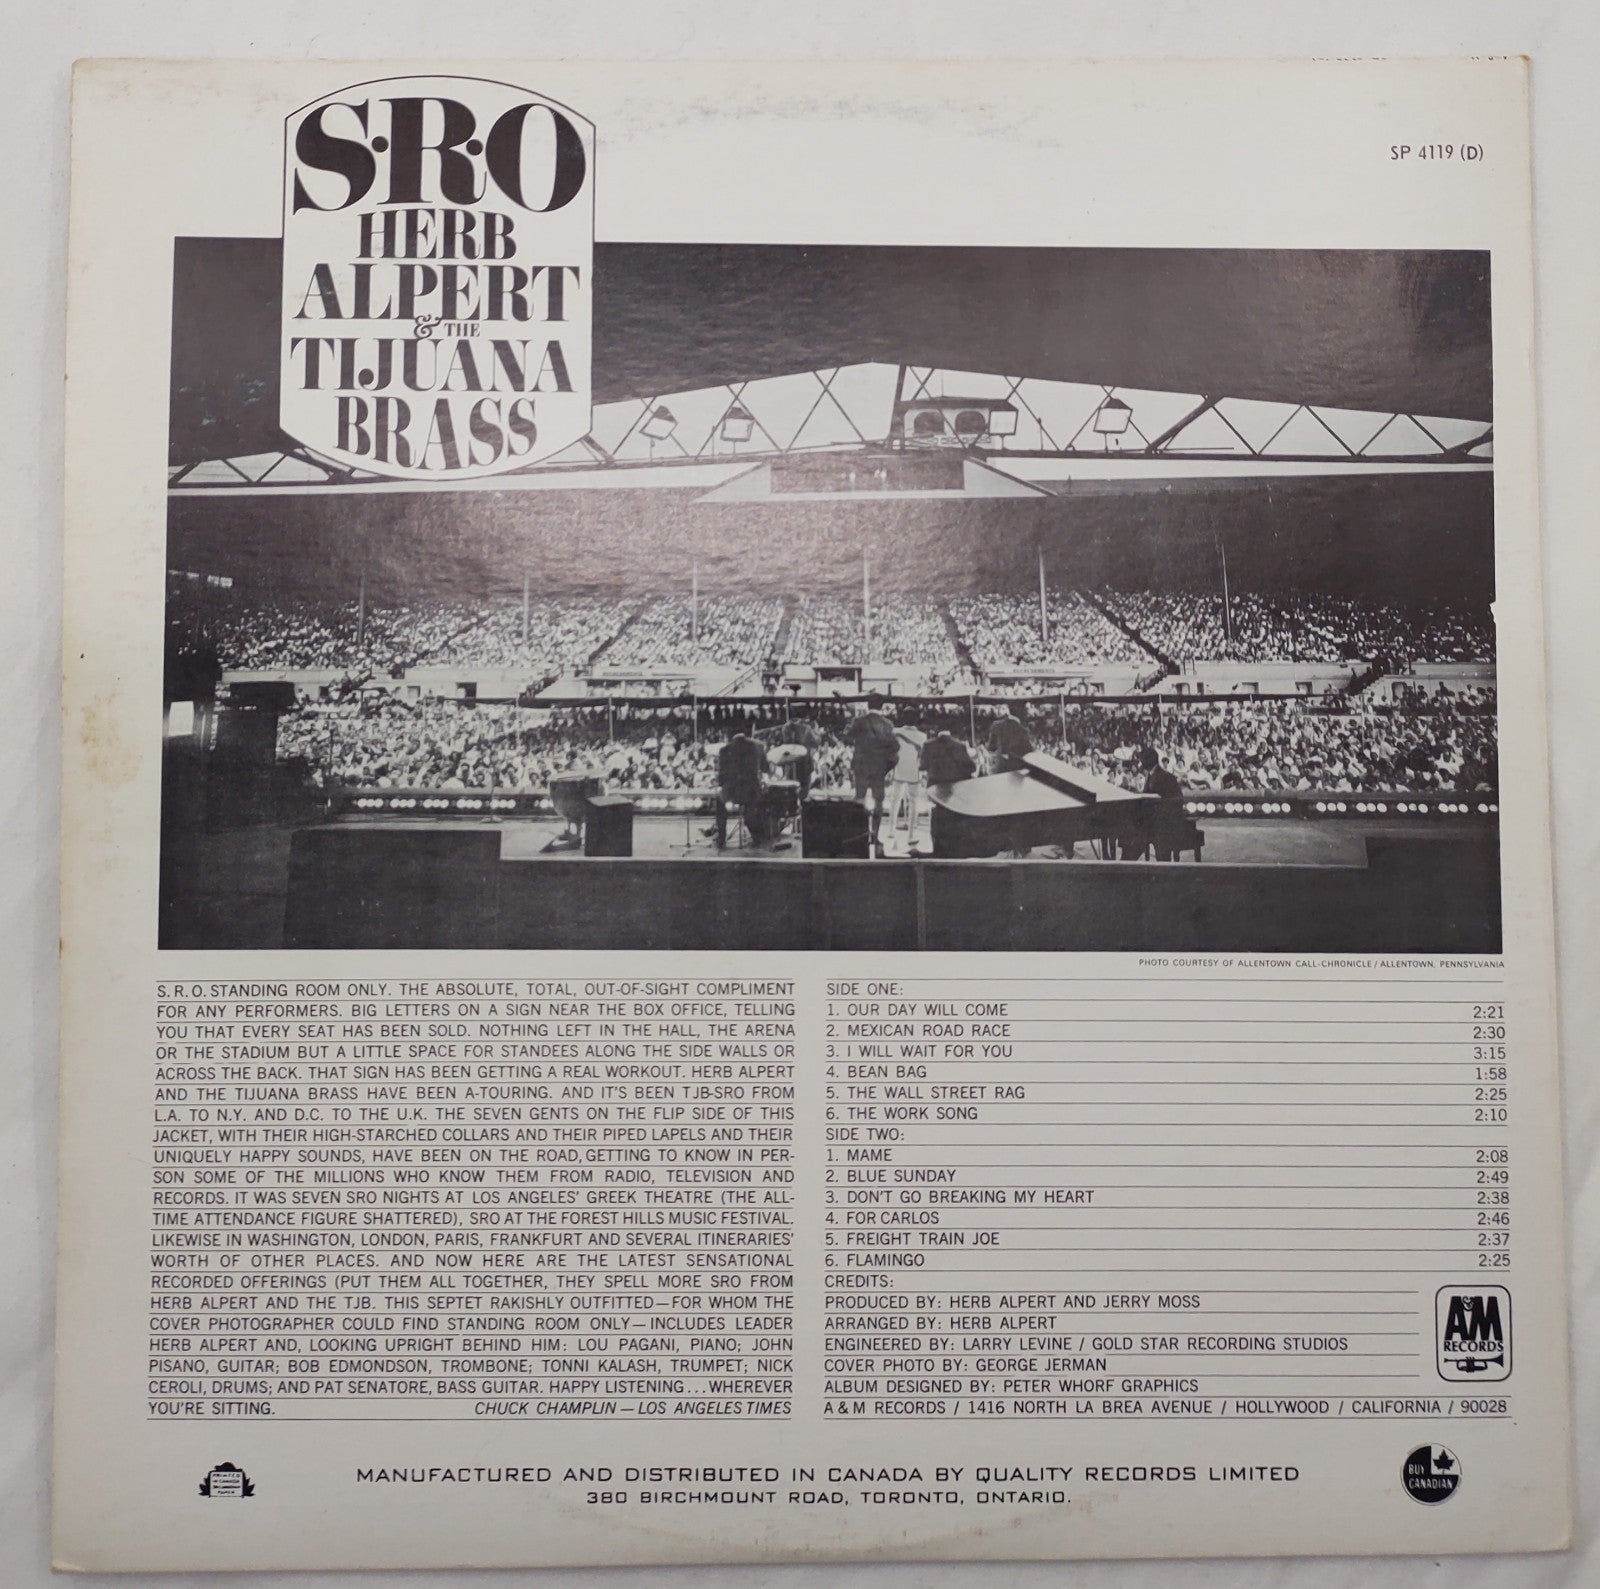 SP 4119 (D)
S·R·O
HERB
ALPERT
& THE
TIJUANA
BRASS
PHOTO COURTESY OF ALLENTOWN CALL-CHRONICLE / ALLENTOWN, PENNSYLVANIA
S. R. O. STANDING ROOM ONLY. THE ABSOLUTE, TOTAL, OUT-OF-SIGHT COMPLIMENT
FOR ANY PERFORMERS. BIG LETTERS ON A SIGN NEAR THE BOX OFFICE, TELLING
YOU THAT EVERY SEAT HAS BEEN SOLD. NOTHING LEFT IN THE HALL, THE ARENA
OR THE STADIUM BUT A LITTLE SPACE FOR STANDEES ALONG THE SIDE WALLS OR
ACROSS THE BACK. THAT SIGN HAS BEEN GETTING A REAL WORKOUT. HERB ALPERT
AND THE TIJUANA BRASS HAVE BEEN A-TOURING. AND IT'S BEEN TJB-SRO FROM
L.A. TO N.Y. AND D.C. TO THE U.K. THE SEVEN GENTS ON THE FLIP SIDE OF THIS
JACKET, WITH THEIR HIGH-STARCHED COLLARS AND THEIR PIPED LAPELS AND THEIR
UNIQUELY HAPPY SOUNDS, HAVE BEEN ON THE ROAD, GETTING TO KNOW IN PER-
SON SOME OF THE MILLIONS WHO KNOW THEM FROM RADIO, TELEVISION AND
RECORDS. IT WAS SEVEN SRO NIGHTS AT LOS ANGELES' GREEK THEATRE (THE ALL-
TIME ATTENDANCE FIGURE SHATTERED), SRO AT THE FOREST HILLS MUSIC FESTIVAL.
LIKEWISE IN WASHINGTON, LONDON, PARIS, FRANKFURT AND SEVERAL ITINERARIES'
WORTH OF OTHER PLACES. AND NOW HERE ARE THE LATEST SENSATIONAL
RECORDED OFFERINGS (PUT THEM ALL TOGETHER, THEY SPELL MORE SRO FROM
HERB ALPERT AND THE TJB. THIS SEPTET RAKISHLY OUTFITTED—FOR WHOM THE
COVER PHOTOGRAPHER COULD FIND STANDING ROOM ONLY—INCLUDES LEADER
HERB ALPERT AND, LOOKING UPRIGHT BEHIND HIM: LOU PAGANI, PIANO; JOHN
PISANO, GUITAR; BOB EDMONDSON, TROMBONE; TONNI KALASH, TRUMPET; NICK
CEROLI, DRUMS; AND PAT SENATORE, BASS GUITAR. HAPPY LISTENING...WHEREVER
YOU'RE SITTING. CHUCK CHAMPLIN—LOS ANGELES TIMES
SIDE ONE:
1. OUR DAY WILL COME 2:21
2. MEXICAN ROAD RACE 2:30
3. I WILL WAIT FOR YOU 3:15
4. BEAN BAG 1:58
5. THE WALL STREET RAG 2:25
6. THE WORK SONG 2:10
SIDE TWO:
1. MAME 2:08
2. BLUE SUNDAY 2:49
3. DON'T GO BREAKING MY HEART 2:38
4. FOR CARLOS 2:46
5. FREIGHT TRAIN JOE 2:37
6. FLAMINGO 2:25
CREDITS:
PRODUCED BY: HERB ALPERT AND JERRY MOSS
ARRANGED BY: HERB ALPERT
ENGINEERED BY: LARRY LEVINE / GOLD STAR RECORDING STUDIOS
COVER PHOTO BY: GEORGE JERMAN
ALBUM DESIGNED BY: PETER WHORF GRAPHICS
A & M RECORDS / 1416 NORTH LA BREA AVENUE / HOLLYWOOD / CALIFORNIA / 90028
A&M
RECORDS
PRINTED
IN CANADA
ON CANADIAN
PAPER
MANUFACTURED AND DISTRIBUTED IN CANADA BY QUALITY RECORDS LIMITED
380 BIRCHMOUNT ROAD, TORONTO, ONTARIO.
BUY
CANADIAN